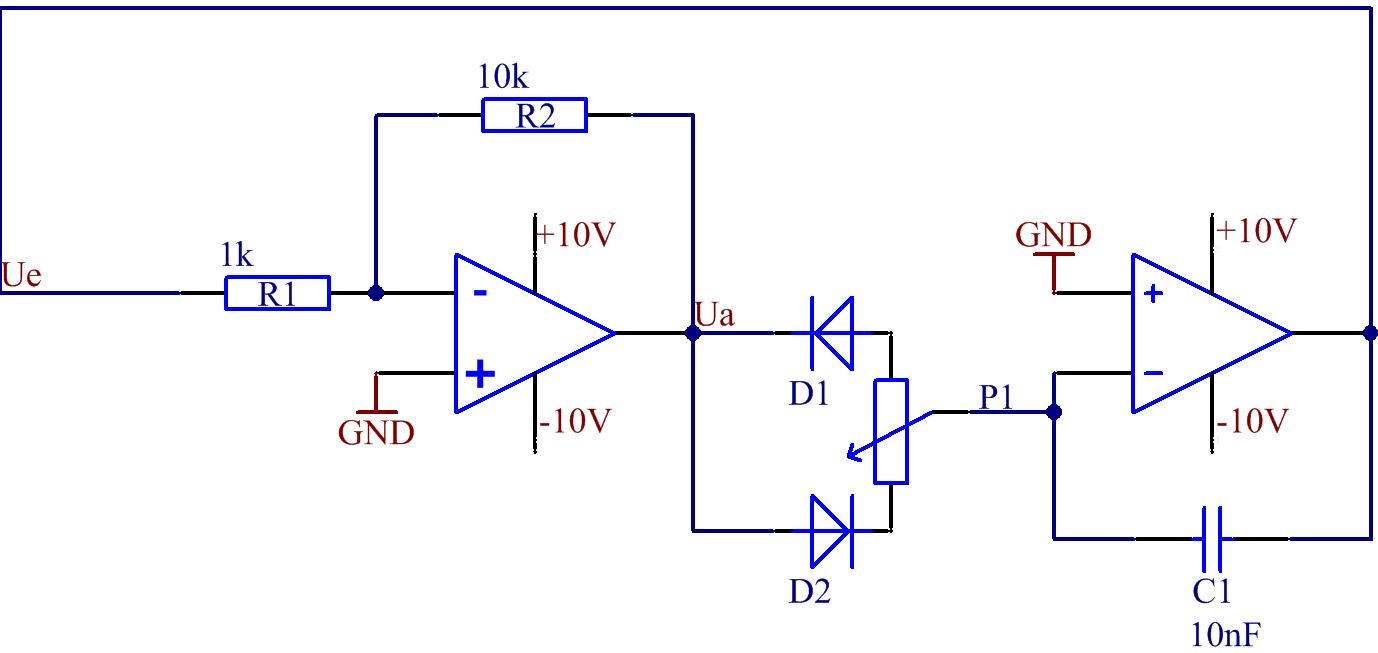 10k
R2
+10V
+10V
GND
1k
Ue
R1
-
+
Ua
+
-
D1
P1
GND
-10V
-10V
D2
C1
10nF